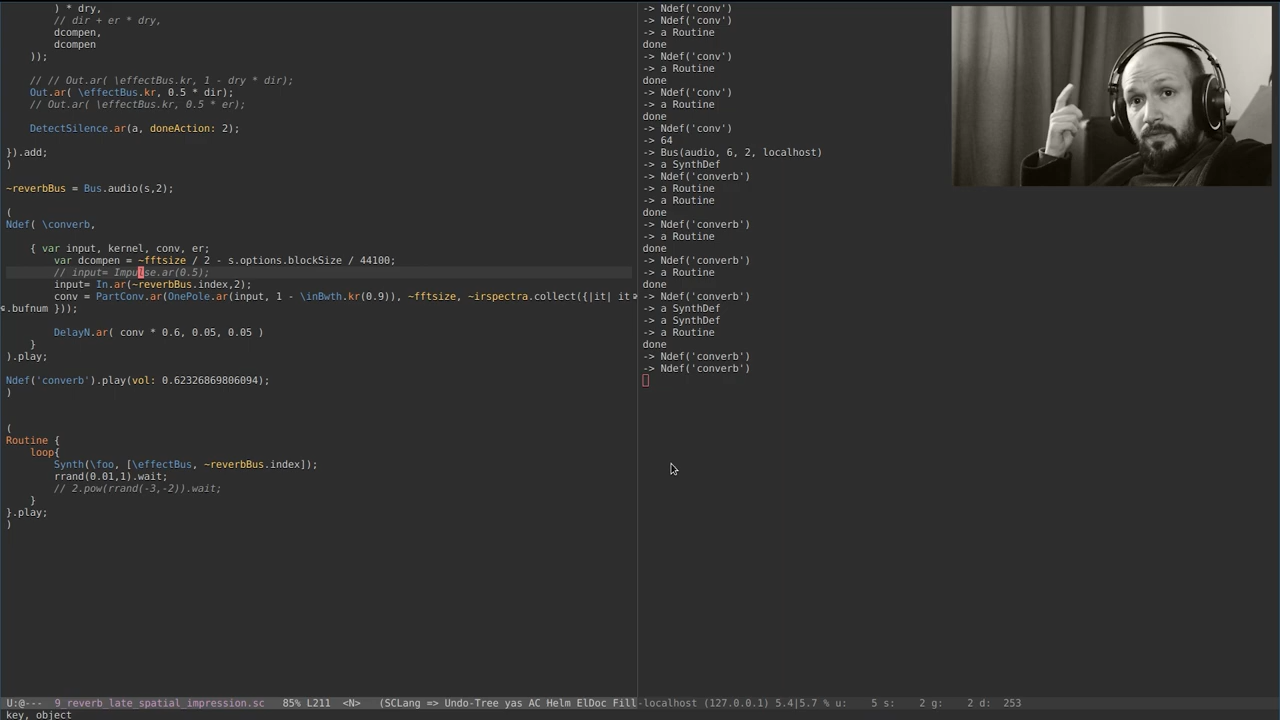 ) * dry,
// dir + er * dry,
dcompen,
dcompen
));
// // Out.ar( \effectBus.kr, 1 - dry * dir);
Out.ar( \effectBus.kr, 0.5 * dir);
// Out.ar( \effectBus.kr, 0.5 * er);
DetectSilence.ar(a, doneAction: 2);
}).add;
)
~reverbBus = Bus.audio(s,2);
(
Ndef( \converb,
{ var input, kernel, conv, er;
var dcompen = ~fftsize / 2 - s.options.blockSize / 44100;
// input= Impulse.ar(0.5);
input= In.ar(~reverbBus.index,2);
conv = PartConv.ar(OnePole.ar(input, 1 - \inBwth.kr(0.9)), ~fftsize, ~irspectra.collect({|it| it
.bufnum }));
DelayN.ar( conv * 0.6, 0.05, 0.05 )
}
).play;
Ndef('converb').play(vol: 0.62326869806094);
)
(
Routine {
loop{
Synth(\foo, [\effectBus, ~reverbBus.index]);
rrand(0.01,1).wait;
// 2.pow(rrand(-3,-2)).wait;
}
}.play;
)
-> Ndef('conv')
-> Ndef('conv')
-> a Routine
done
-> Ndef('conv')
-> a Routine
done
-> Ndef('conv')
-> a Routine
done
-> Ndef('conv')
-> 64
-> Bus(audio, 6, 2, localhost)
-> a SynthDef
-> Ndef('converb')
-> a Routine
-> a Routine
done
-> Ndef('converb')
-> a Routine
done
-> Ndef('converb')
-> a Routine
done
-> Ndef('converb')
-> a SynthDef
-> a SynthDef
-> a Routine
done
-> Ndef('converb')
-> Ndef('converb')
U:@--- 9_reverb_late_spatial_impression.sc 85% L211 <N> (SCLang => Undo-Tree yas AC Helm ElDoc Fill-localhost (127.0.0.1) 5.4|5.7 % u: 5 s: 2 g: 2 d: 253
key, object